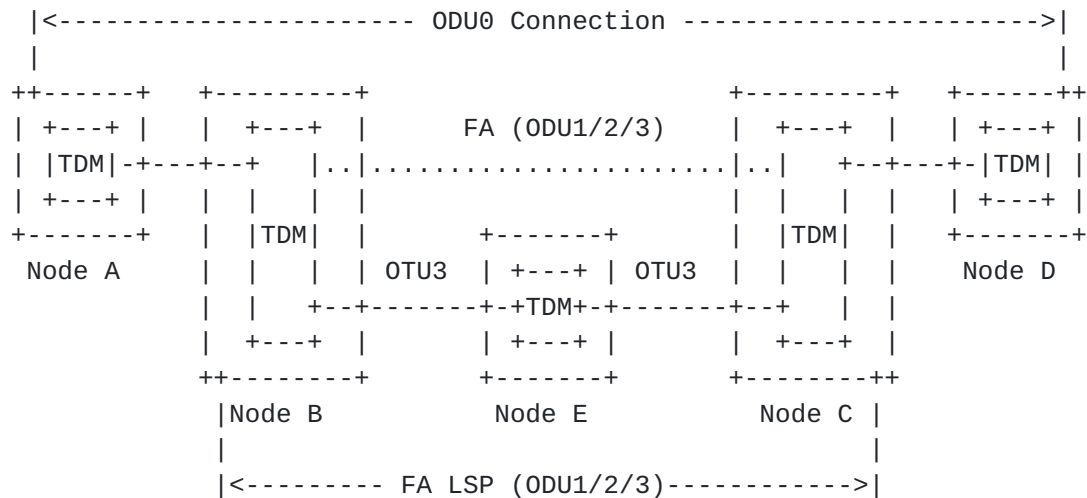 |<----------------------- ODU0 Connection ----------------------->|
|                                                                  |
++------+   +---------+                       +---------+   +------++
| +---+ |   |  +---+  |      FA (ODU1/2/3)    |  +---+  |   | +---+ |
| |TDM|-+---+--+   |..|.......................|..|   +--+---+-|TDM| |
| +---+ |   |  |   |  |                       |  |   |  |   | +---+ |
+-------+   |  |TDM|  |       +-------+       |  |TDM|  |   +-------+
Node A     |  |   |  | OTU3  | +---+ | OTU3  |  |   |  |    Node D
|  |   +--+-------+-+TDM+-+-------+--+   |  |
|  +---+  |       | +---+ |       |  +---+  |
++--------+       +-------+       +--------++
|Node B           Node E           Node C |
|                                         |
|<--------- FA LSP (ODU1/2/3)------------>|